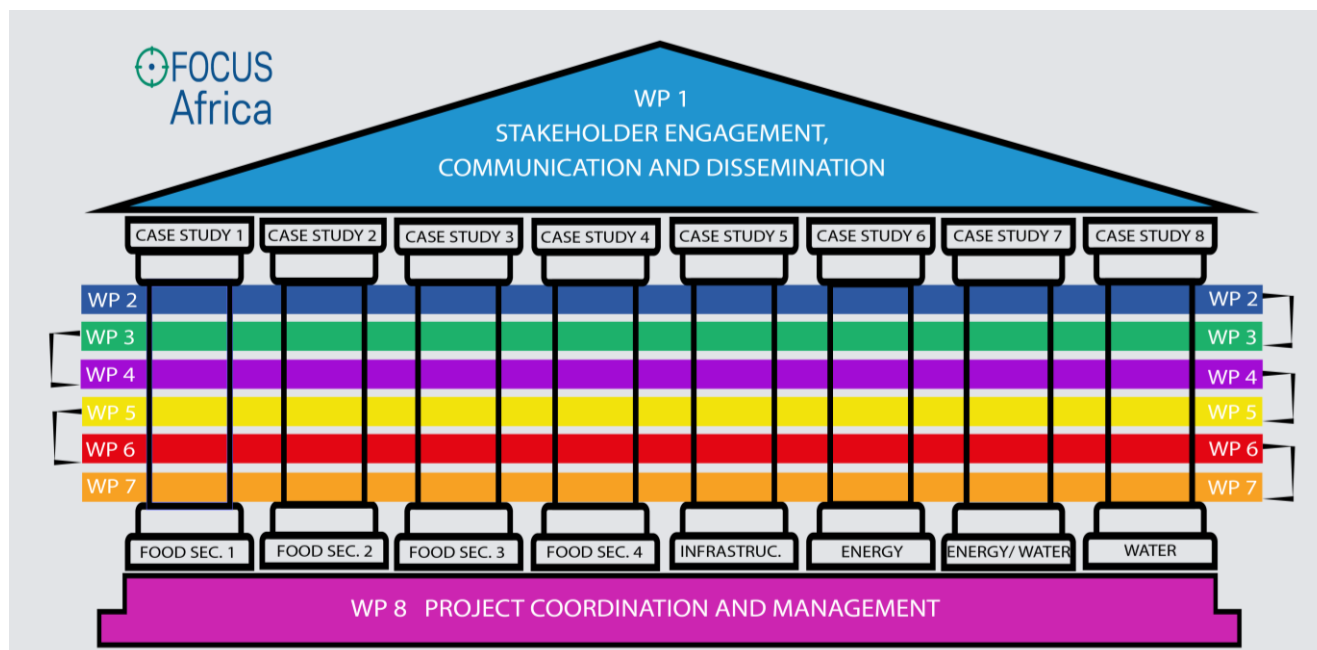 FOCUS
Africa
WP 1
STAKEHOLDER ENGAGEMENT,
COMMUNICATION AND DISSEMINATION
CASE STUDY 1 CASE STUDY 2 CASE STUDY 3 CASE STUDY 4 CASE STUDY 5 CASE STUDY 6 CASE STUDY 7 CASE STUDY 8
WP 2 WP 2
WP 3 WP 3
WP 4 WP 4
WP 5 WP 5
WP 6 WP 6
WP 7 WP 7
FOOD SEC. 1 FOOD SEC. 2 FOOD SEC. 3 FOOD SEC. 4 INFRASTRUC. ENERGY ENERGY/ WATER WATER
WP 8 PROJECT COORDINATION AND MANAGEMENT